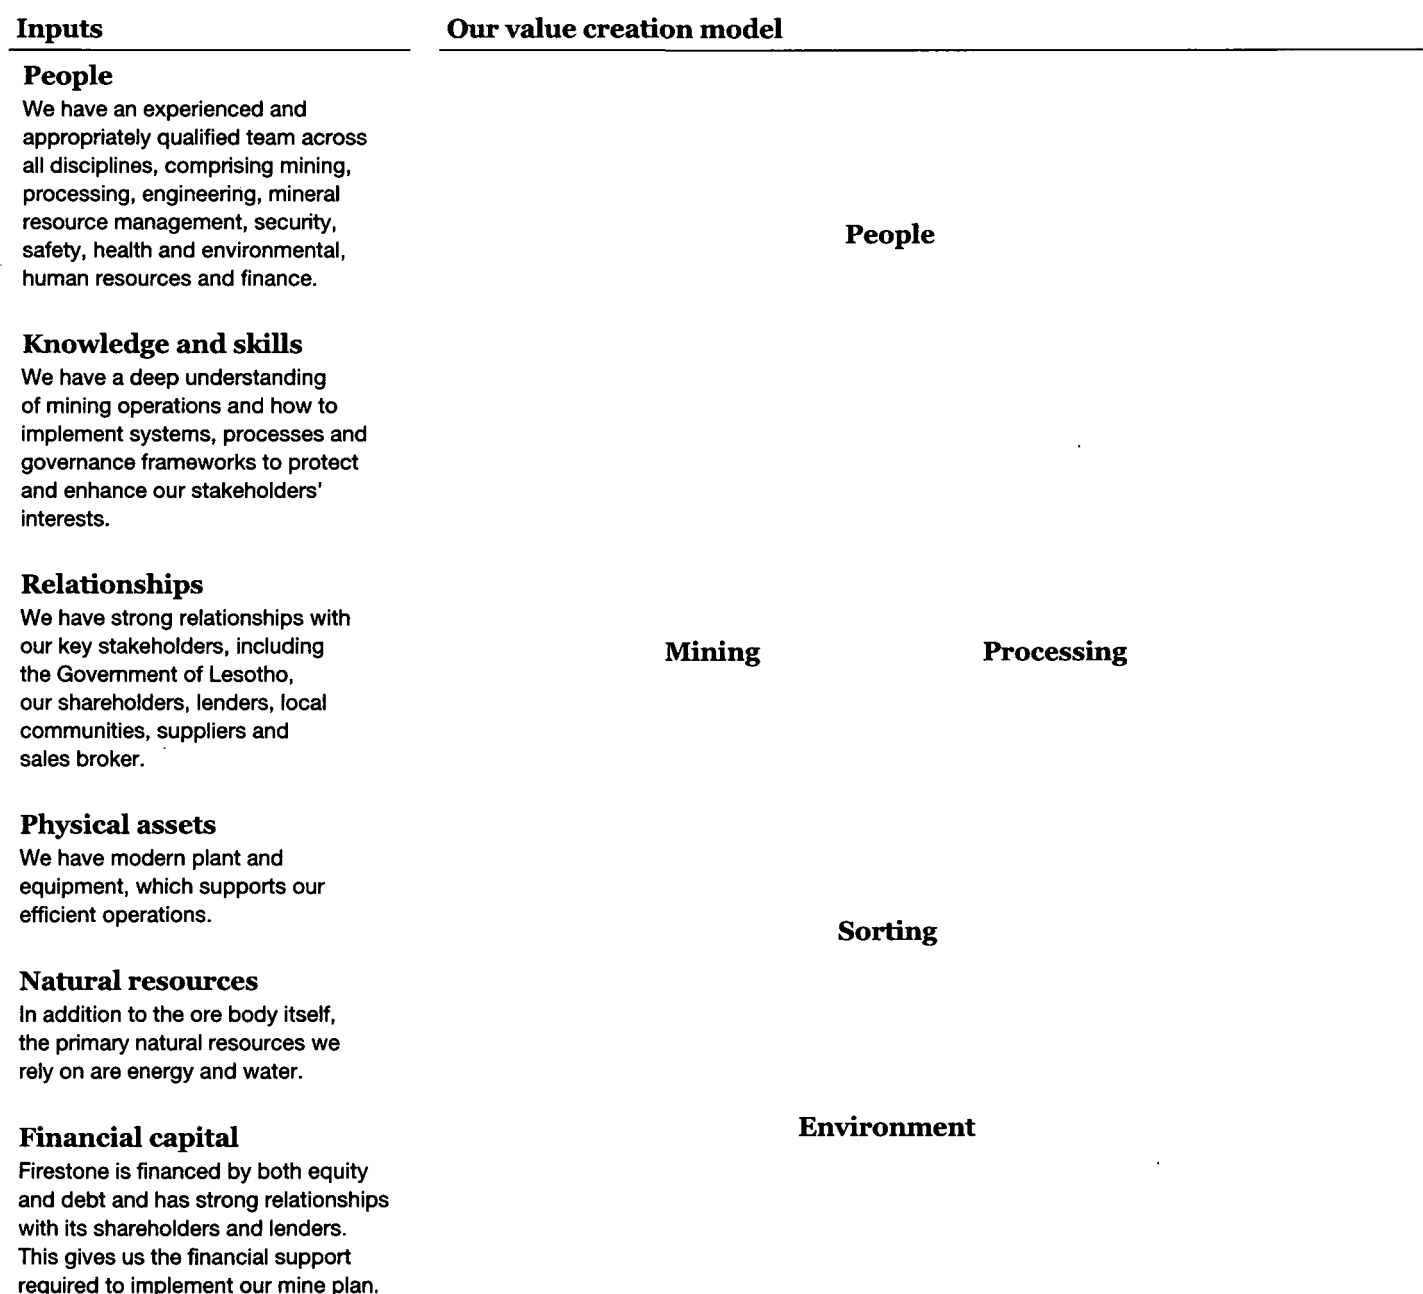 Inputs
People
We have an experienced and
appropriately qualified team across
all disciplines, comprising mining,
processing, engineering, mineral
resource management, security,
safety, health and environmental,
human resources and finance.
Knowledge and skills
We have a deep understanding
of mining operations and how to
implement systems, processes and
governance frameworks to protect
and enhance our stakeholders'
interests.
Relationships
We have strong relationships with
our key stakeholders, including
the Government of Lesotho,
our shareholders, lenders, local
communities, suppliers and
sales broker.
Physical assets
We have modern plant and
equipment, which supports our
efficient operations.
Natural resources
In addition to the ore body itself,
the primary natural resources we
rely on are energy and water.
Financial capital
Firestone is financed by both equity
and debt and has strong relationships
with its shareholders and lenders.
This gives us the financial support
required to implement our mine plan.
Our value creation model
People
Mining
Processing
Sorting
Environment